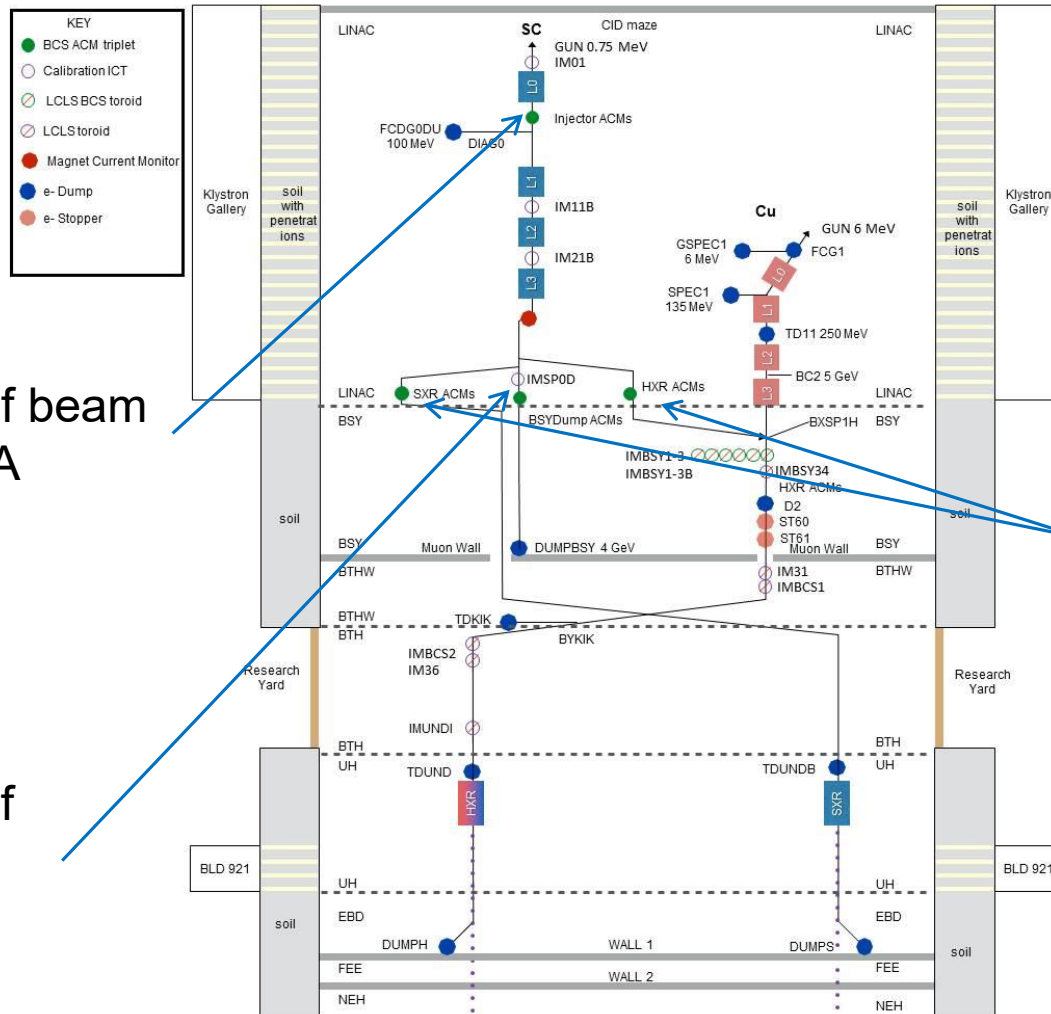 KEY
BCS ACM triplet
Calibration ICT
LCLS BCS toroid
LCLS toroid
Magnet Current Monitor
e- Dump
e- Stopper
LINAC
SC
CID maze
LINAC
GUN 0.75 MeV
IM01
L0
Injector ACMs
FCDG0DU
100 MeV
DIAG0
Klystron
Gallery
soil
with
penetrat
ions
L1
IM11B
L2
IM21B
L3
Cu
GUN 6 MeV
GSPEC1
6 MeV
FCG1
L0
SPEC1
135 MeV
L1
TD11 250 MeV
L2
BC2 5 GeV
L3
soil
with
penetrat
ions
Klystron
Gallery
f beam
A
LINAC
SXR ACMs
IMSP0D
HXR ACMs
LINAC
BSY
BSYDump ACMs
BXSP1H
BSY
IMBSY1-3
IMBSY1-3B
IMBSY34
HXR ACMs
D2
ST60
ST61
soil
soil
BSY
Muon Wall
DUMPBSY 4 GeV
Muon Wall
BSY
BTHW
IM31
IMBCS1
BTHW
BTHW
TDKIK
BYKIK
BTH
IMBCS2
IM36
Research
Yard
Research
Yard
IMUNDI
BTH
BTH
UH
TDUND
TDUNDB
UH
HXR
SXR
f
BLD 921
BLD 921
UH
UH
EBD
EBD
soil
soil
DUMPH
WALL 1
DUMPS
FEE
FEE
WALL 2
NEH
NEH